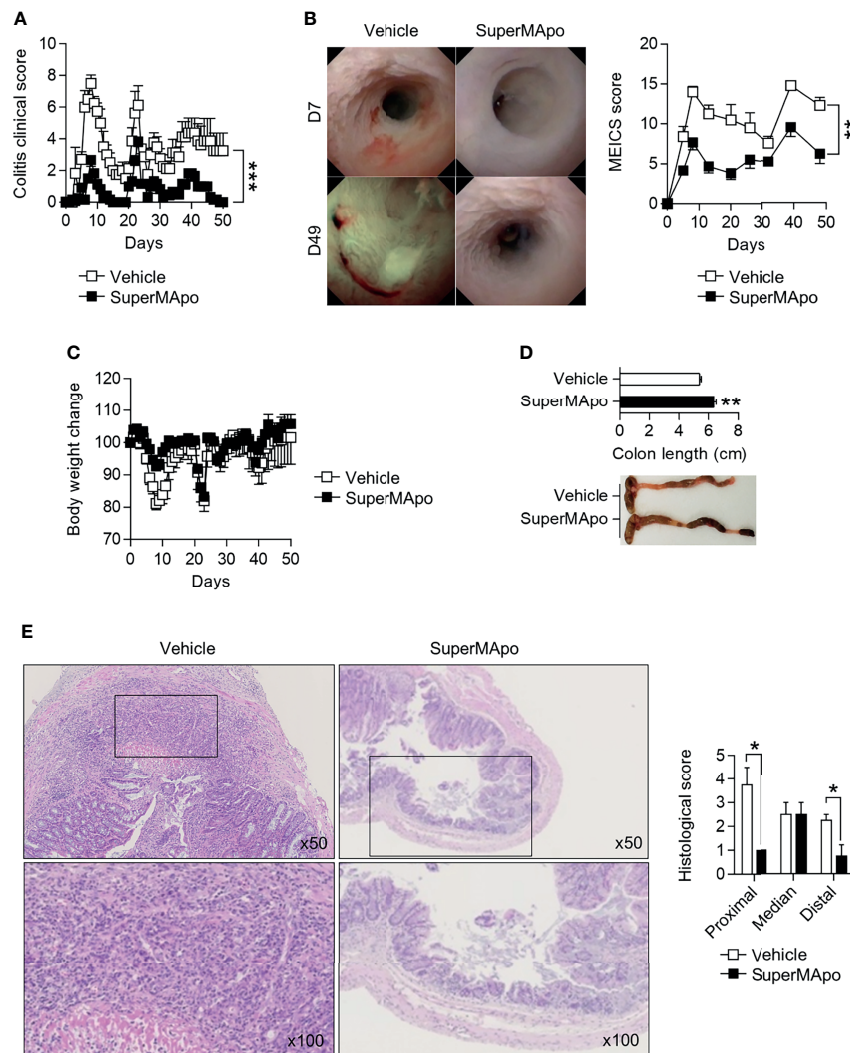 A
Colitis clinical score
10
8
6
4
2
0
0 10 20 30 40 50
Days
***
Vehicle
SuperMApo
B
Vehicle SuperMApo
D7
D49
MEICS score
20
15
10
5
0
0 10 20 30 40 50
Days
**
Vehicle
SuperMApo
C
Body weight change
120
110
100
90
80
70
0 10 20 30 40 50
Days
Vehicle
SuperMApo
D
Vehicle
SuperMApo
**
0 2 4 6 8
Colon length (cm)
Vehicle
SuperMApo
E
Vehicle SuperMApo
x50 x50
x100 x100
Histological score
5
4
3
2
1
0
* *
Proximal Median Distal
Vehicle
SuperMApo